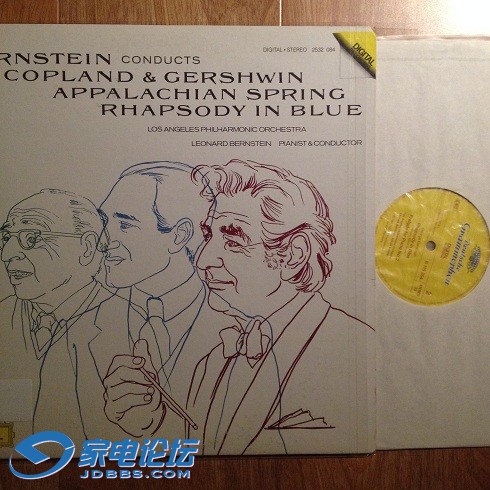 RNSTEIN CONDUCTS
DIGITAL • STEREO 2532 084
DIGITAL
COPLAND & GERSHWIN
APPALACHIAN SPRING
RHAPSODY IN BLUE
LOS ANGELES PHILHARMONIC ORCHESTRA
LEONARD BERNSTEIN PIANIST & CONDUCTOR
Deutsche
Grammophon
家电论坛
JDBBS.COM